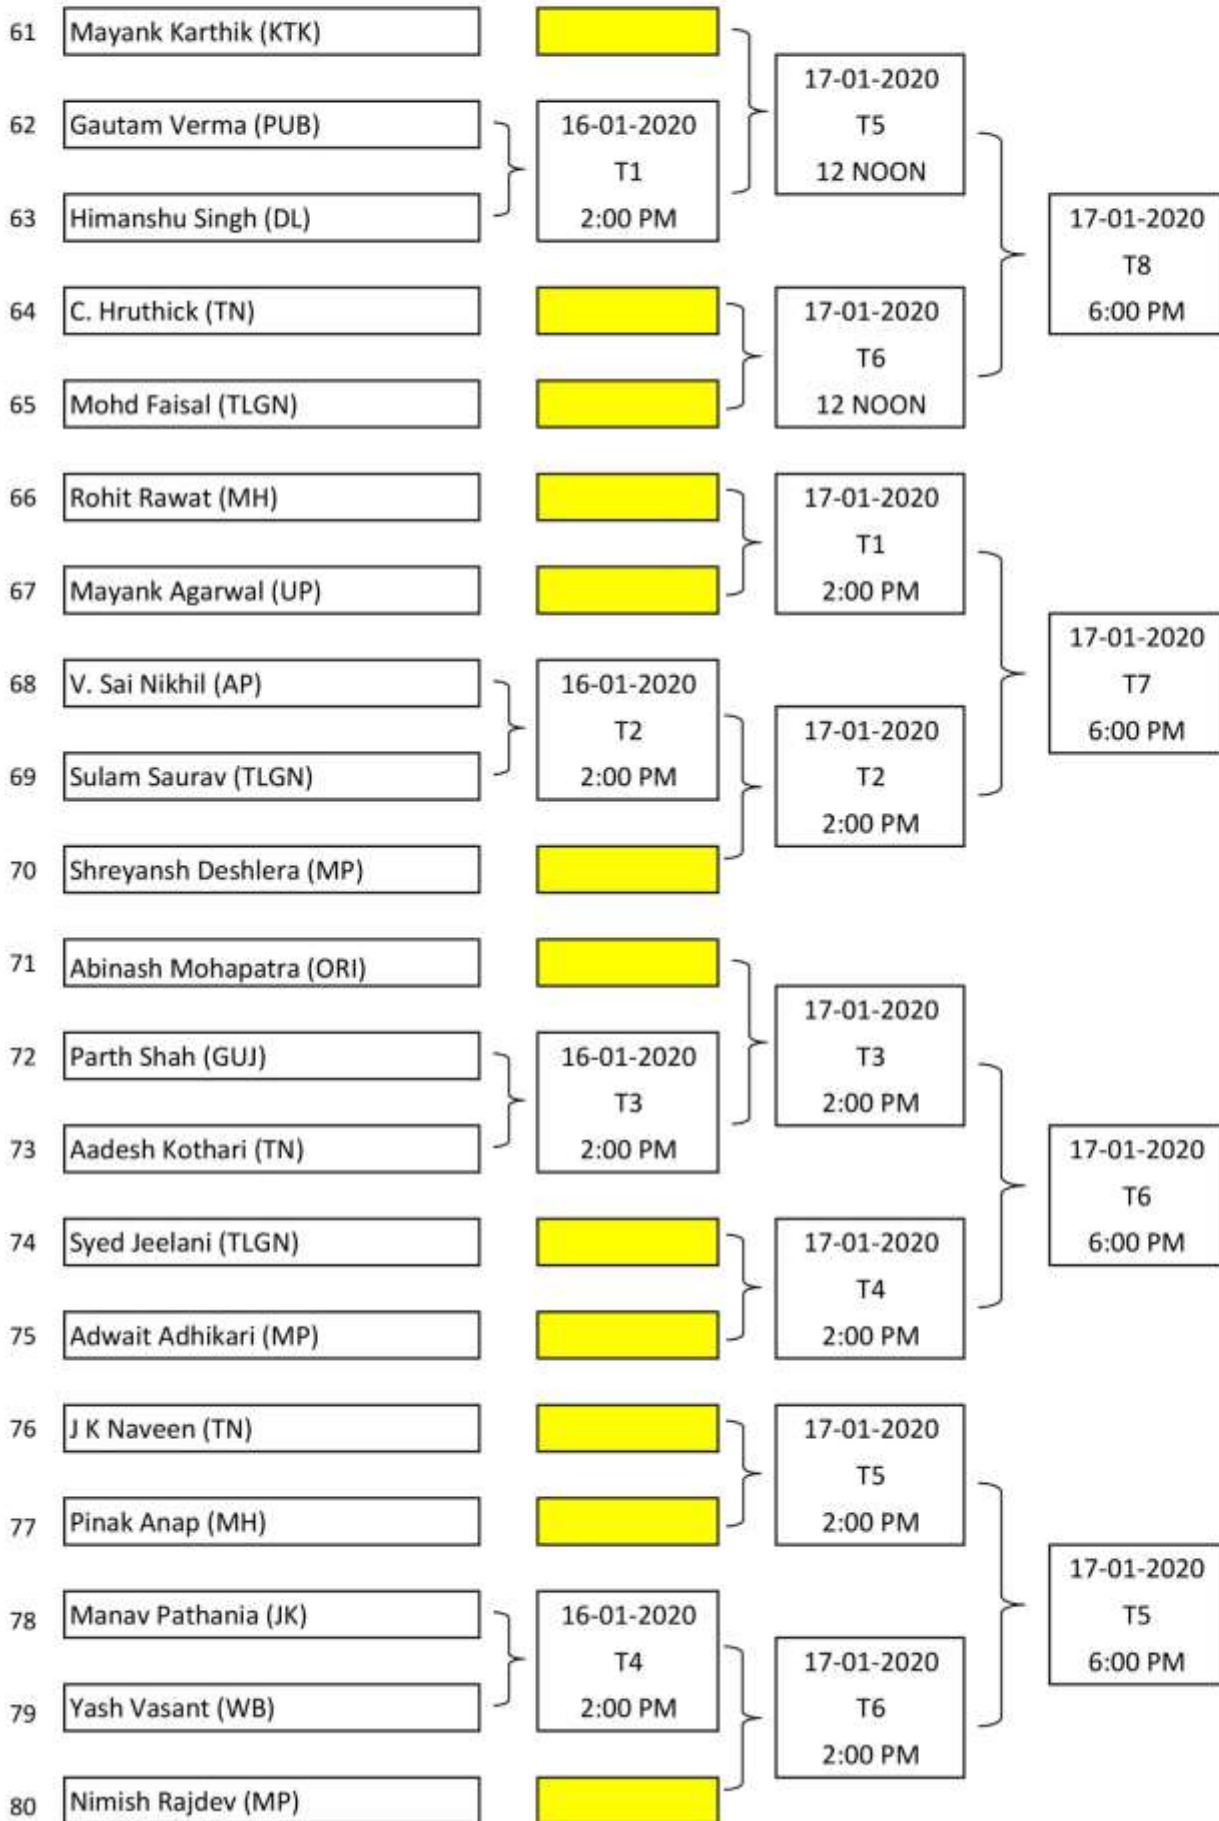 61 Mayank Karthik (KTK)
17-01-2020
62 Gautam Verma (PUB) 16-01-2020 T5
T1 12 NOON
63 Himanshu Singh (DL) 2:00 PM 17-01-2020
T8
64 C. Hruthick (TN) 17-01-2020 6:00 PM
T6
65 Mohd Faisal (TLGN) 12 NOON
66 Rohit Rawat (MH) 17-01-2020
T1
67 Mayank Agarwal (UP) 2:00 PM
17-01-2020
68 V. Sai Nikhil (AP) 16-01-2020 T7
T2 17-01-2020 6:00 PM
69 Sulam Saurav (TLGN) 2:00 PM T2
2:00 PM
70 Shreyansh Deshlera (MP)
71 Abinash Mohapatra (ORI)
17-01-2020
72 Parth Shah (GUJ) 16-01-2020 T3
T3 2:00 PM
73 Aadesh Kothari (TN) 2:00 PM 17-01-2020
T6
74 Syed Jeelani (TLGN) 17-01-2020 6:00 PM
T4
75 Adwait Adhikari (MP) 2:00 PM
76 J K Naveen (TN) 17-01-2020
T5
77 Pinak Anap (MH) 2:00 PM
17-01-2020
78 Manav Pathania (JK) 16-01-2020 T5
T4 17-01-2020 6:00 PM
79 Yash Vasant (WB) 2:00 PM T6
2:00 PM
80 Nimish Rajdev (MP)